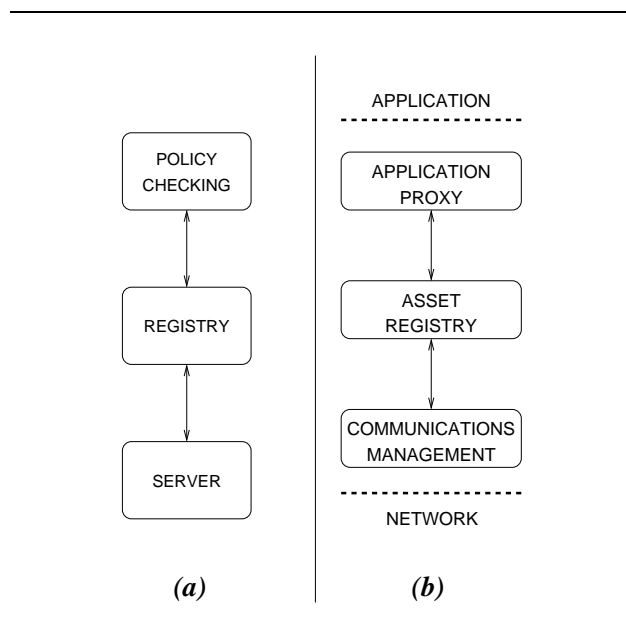 POLICY
CHECKING
REGISTRY
SERVER
(a)
APPLICATION
APPLICATION
PROXY
ASSET
REGISTRY
COMMUNICATIONS
MANAGEMENT
NETWORK
(b)